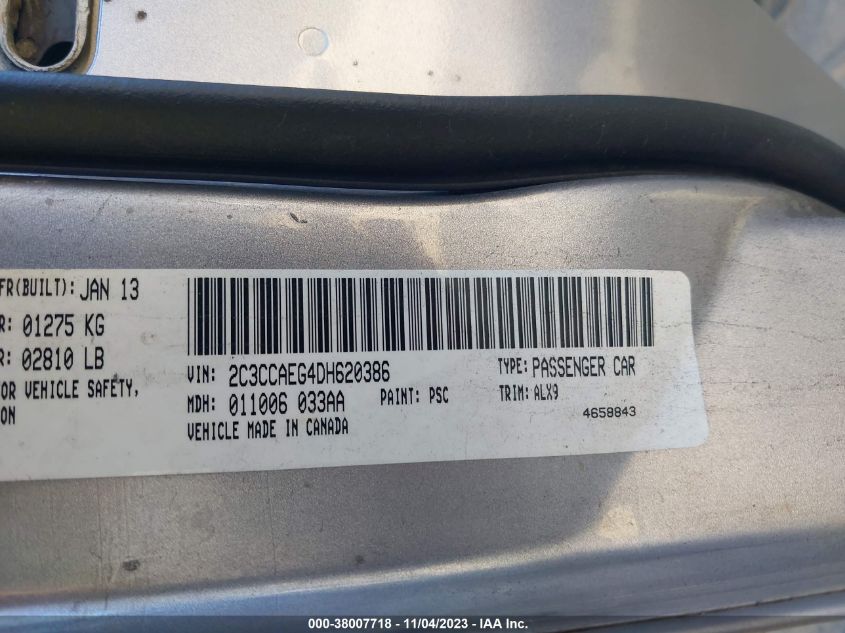 FR(BUILT): JAN 13
R: 01275 KG
R: 02810 LB
OR VEHICLE SAFETY,
ON
VIN: 2C3CCAEG4DH620386
TYPE: PASSENGER CAR
MDH: 011006 033AA
PAINT: PSC
TRIM: ALX9
VEHICLE MADE IN CANADA
4658843
000-38007718 - 11/04/2023 - IAA Inc.